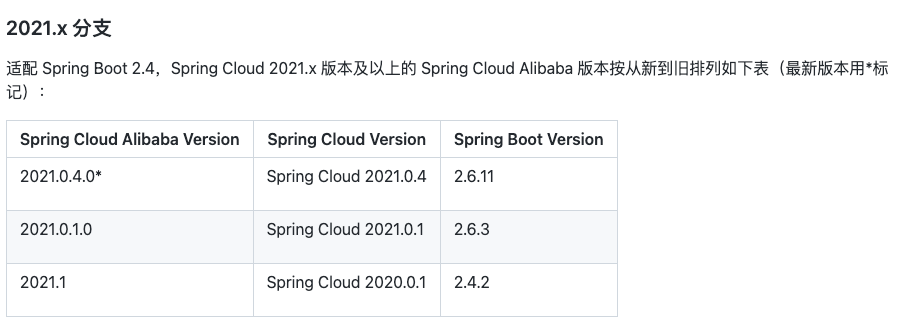 2021.x 分支
适配 Spring Boot 2.4，Spring Cloud 2021.x 版本及以上的 Spring Cloud Alibaba 版本按从新到旧排列如下表（最新版本用*标
记）：
Spring Cloud Alibaba Version Spring Cloud Version Spring Boot Version
2021.0.4.0* Spring Cloud 2021.0.4 2.6.11
2021.0.1.0 Spring Cloud 2021.0.1 2.6.3
2021.1 Spring Cloud 2020.0.1 2.4.2